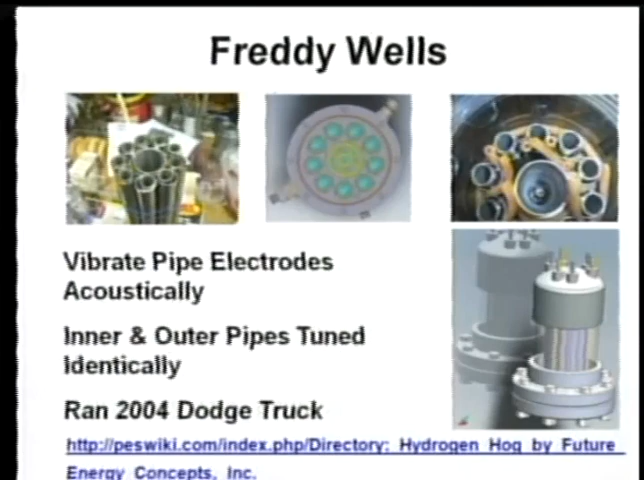 Freddy Wells
Vibrate Pipe Electrodes
Acoustically
Inner & Outer Pipes Tuned
Identically
Ran 2004 Dodge Truck
http://peswiki.com/index.php/Directory: Hydrogen Hog by Future
Energy Concepts, Inc.